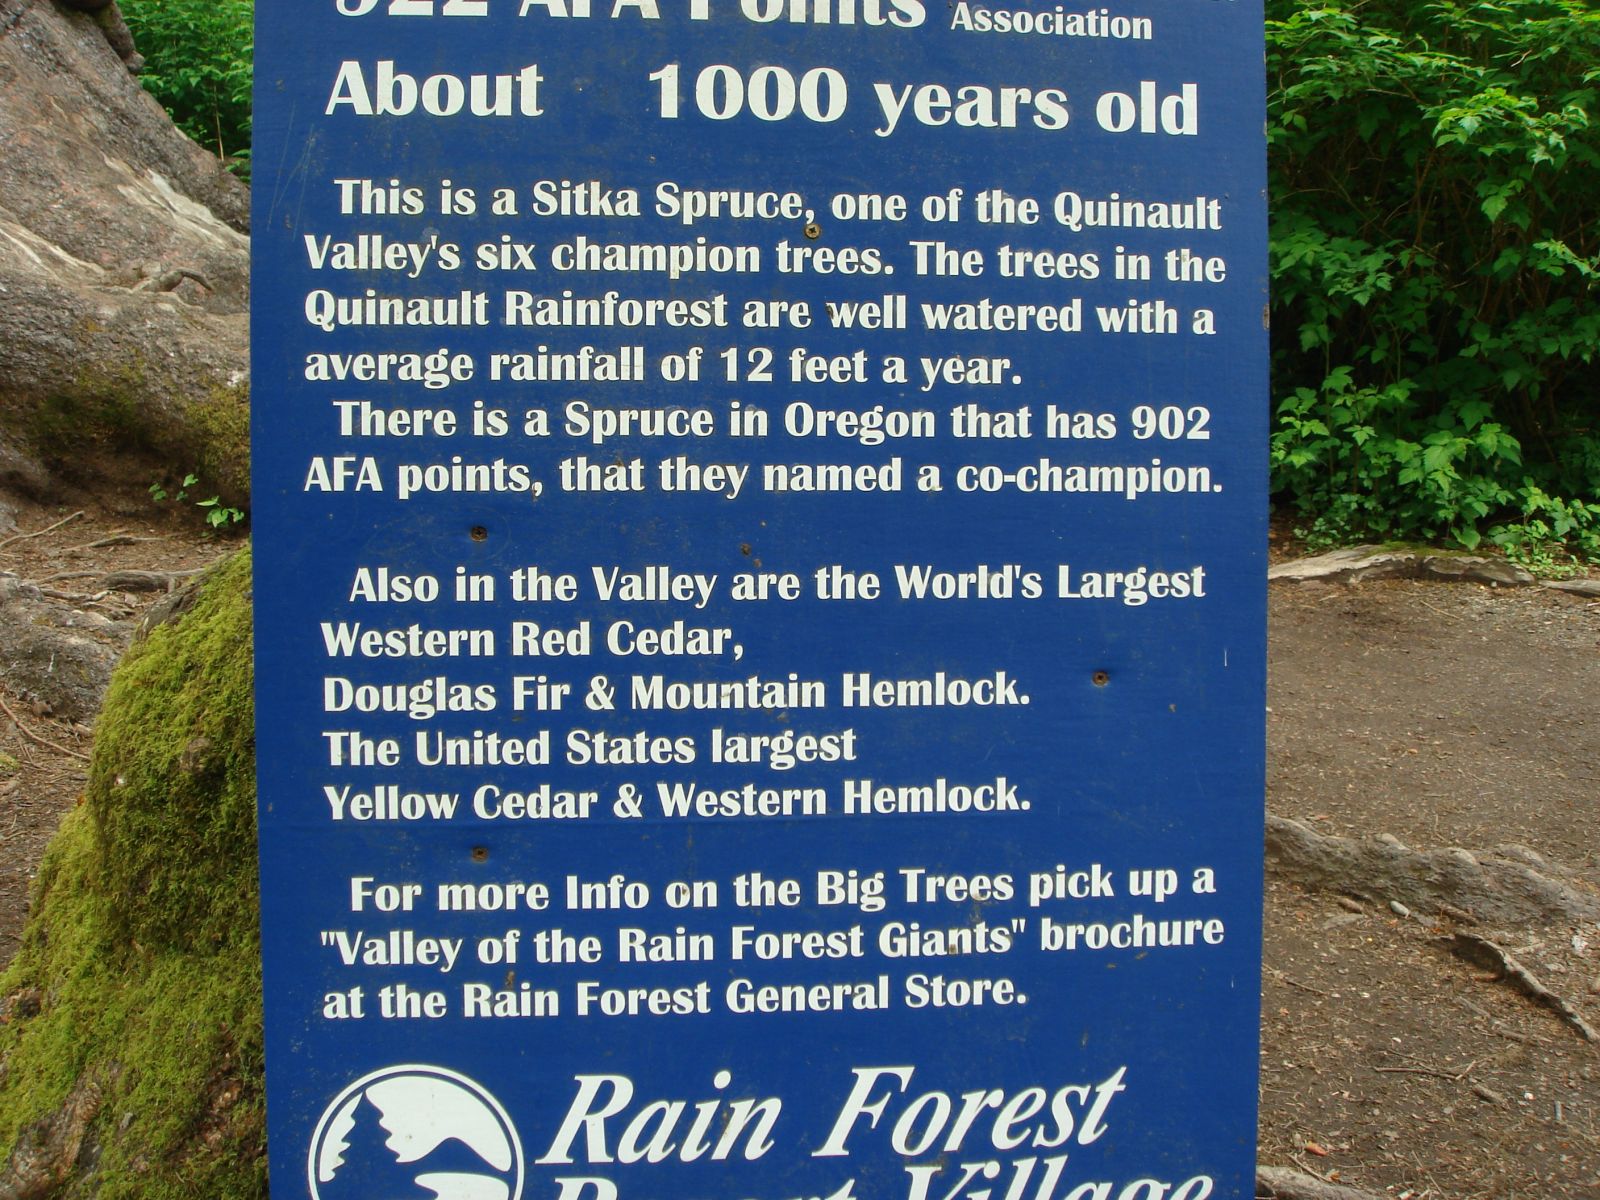 922 AFA Points Association
About 1000 years old
This is a Sitka Spruce, one of the Quinault
Valley's six champion trees. The trees in the
Quinault Rainforest are well watered with a
average rainfall of 12 feet a year.
There is a Spruce in Oregon that has 902
AFA points, that they named a co-champion.
Also in the Valley are the World's Largest
Western Red Cedar,
Douglas Fir & Mountain Hemlock.
The United States largest
Yellow Cedar & Western Hemlock.
For more Info on the Big Trees pick up a
"Valley of the Rain Forest Giants" brochure
at the Rain Forest General Store.
Rain Forest
Resort Village